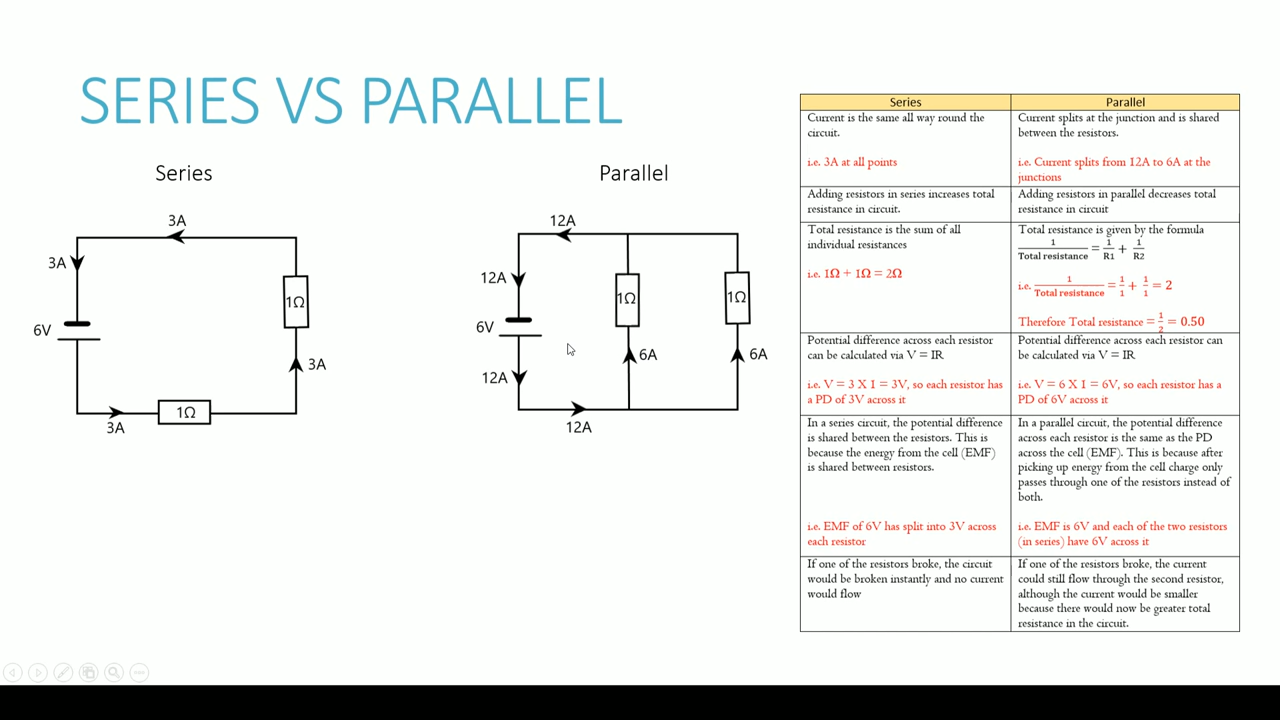 SERIES VS PARALLEL
Series
3A
3A
6V
1Ω
3A
1Ω
3A
Parallel
12A
12A
6V
1Ω
1Ω
6A
6A
12A
12A
Series
Parallel
Current is the same all way round the
circuit.
i.e. 3A at all points
Current splits at the junction and is shared
between the resistors.
i.e. Current splits from 12A to 6A at the
junctions
Adding resistors in series increases total
resistance in circuit.
Adding resistors in parallel decreases total
resistance in circuit
Total resistance is the sum of all
individual resistances
i.e. 1Ω + 1Ω = 2Ω
Total resistance is given by the formula
1/Total resistance = 1/R1 + 1/R2
i.e. 1/Total resistance = 1/1 + 1/1 = 2
Therefore Total resistance = 1/2 = 0.50
Potential difference across each resistor
can be calculated via V = IR
i.e. V = 3 X 1 = 3V, so each resistor has
a PD of 3V across it
Potential difference across each resistor
can be calculated via V = IR
i.e. V = 6 X 1 = 6V, so each resistor has a
PD of 6V across it
In a series circuit, the potential difference
is shared between the resistors. This is
because the energy from the cell (EMF)
is shared between resistors.
i.e. EMF of 6V has split into 3V across
each resistor
In a parallel circuit, the potential difference
across each resistor is the same as the PD
across the cell (EMF). This is because after
picking up energy from the cell charge only
passes through one of the resistors instead of
both.
i.e. EMF is 6V and each of the two resistors
(in series) have 6V across it
If one of the resistors broke, the circuit
would be broken instantly and no current
would flow
If one of the resistors broke, the current
could still flow through the second resistor,
although the current would be smaller
because there would now be greater total
resistance in the circuit.